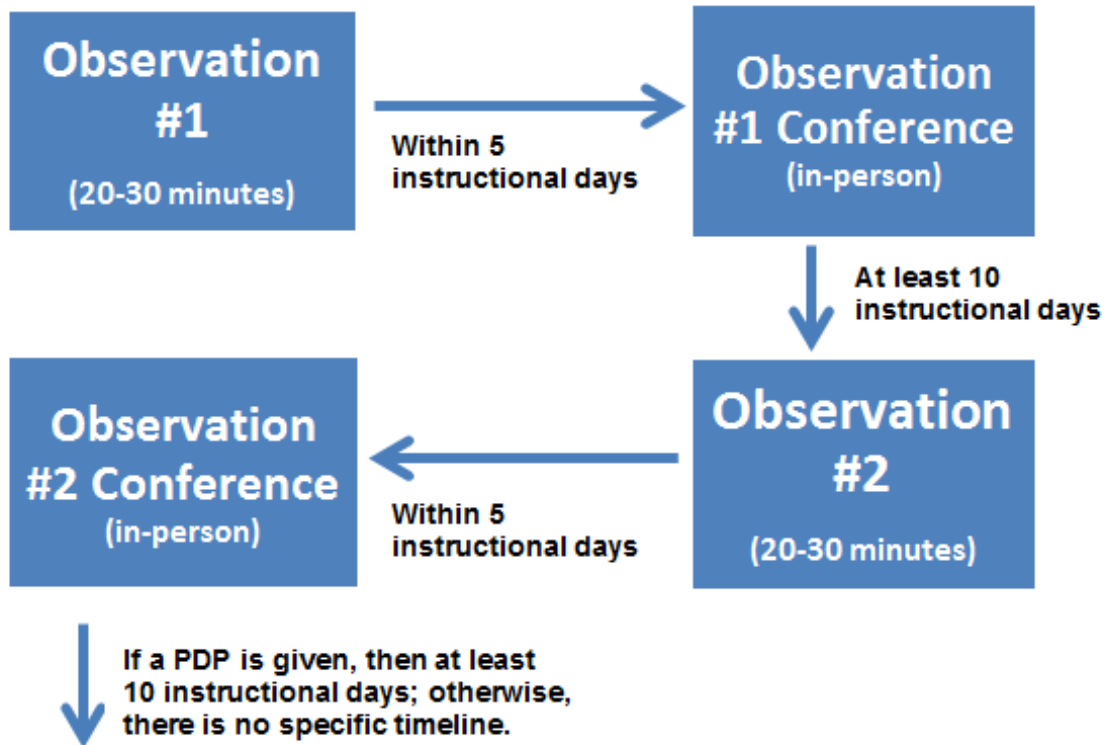 Observation
#1
(20-30 minutes)
Within 5
instructional days
Observation
#1 Conference
(in-person)
At least 10
instructional days
Observation
#2
(20-30 minutes)
Within 5
instructional days
Observation
#2 Conference
(in-person)
If a PDP is given, then at least
10 instructional days; otherwise,
there is no specific timeline.